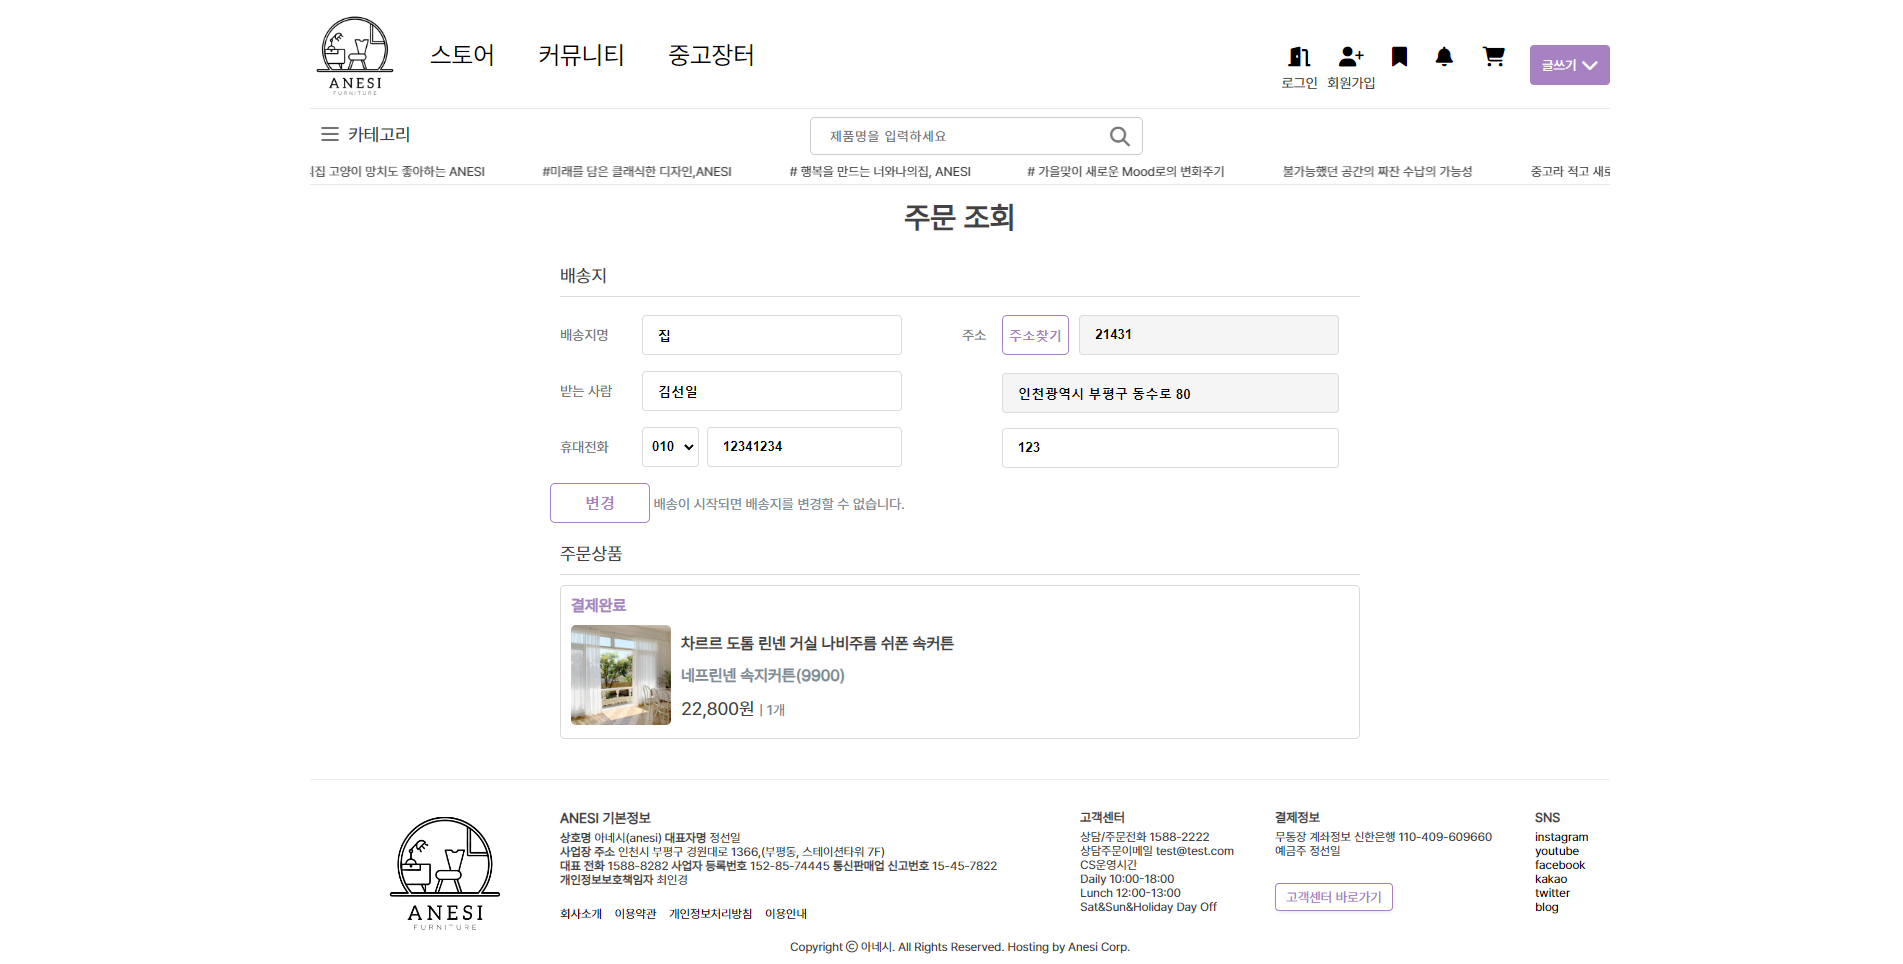 ANESI
FURNITURE
스토어 커뮤니티 중고장터
로그인 회원가입 글쓰기
카테고리
제품명을 입력하세요
집 고양이 망치도 좋아하는 ANESI #미래를 담은 클래식한 디자인,ANESI # 행복을 만드는 너와나의집, ANESI # 가을맞이 새로운 Mood로의 변화주기 불가능했던 공간의 짜잔 수납의 가능성 중고라 적고 새로
주문 조회
배송지
배송지명 집 주소 주소찾기 21431
받는 사람 김선일 인천광역시 부평구 동수로 80
휴대전화 010 12341234 123
변경 배송이 시작되면 배송지를 변경할 수 없습니다.
주문상품
결제완료
차르르 도톰 린넨 거실 나비주름 쉬폰 속커튼
네프린넨 속지커튼(9900)
22,800원 | 1개
ANESI
FURNITURE
ANESI 기본정보
상호명 아네시(anesi) 대표자명 정선일
사업장 주소 인천시 부평구 경원대로 1366,(부평동, 스테이션타워 7F)
대표 전화 1588-8282 사업자 등록번호 152-85-74445 통신판매업 신고번호 15-45-7822
개인정보보호책임자 최인경
회사소개 이용약관 개인정보처리방침 이용안내
고객센터
상담/주문전화 1588-2222
상담주문이메일 test@test.com
CS운영시간
Daily 10:00-18:00
Lunch 12:00-13:00
Sat&Sun&Holiday Day Off
결제정보
무통장 계좌정보 신한은행 110-409-609660
예금주 정선일
고객센터 바로가기
SNS
instagram
youtube
facebook
kakao
twitter
blog
Copyright ⓒ 아네시. All Rights Reserved. Hosting by Anesi Corp.